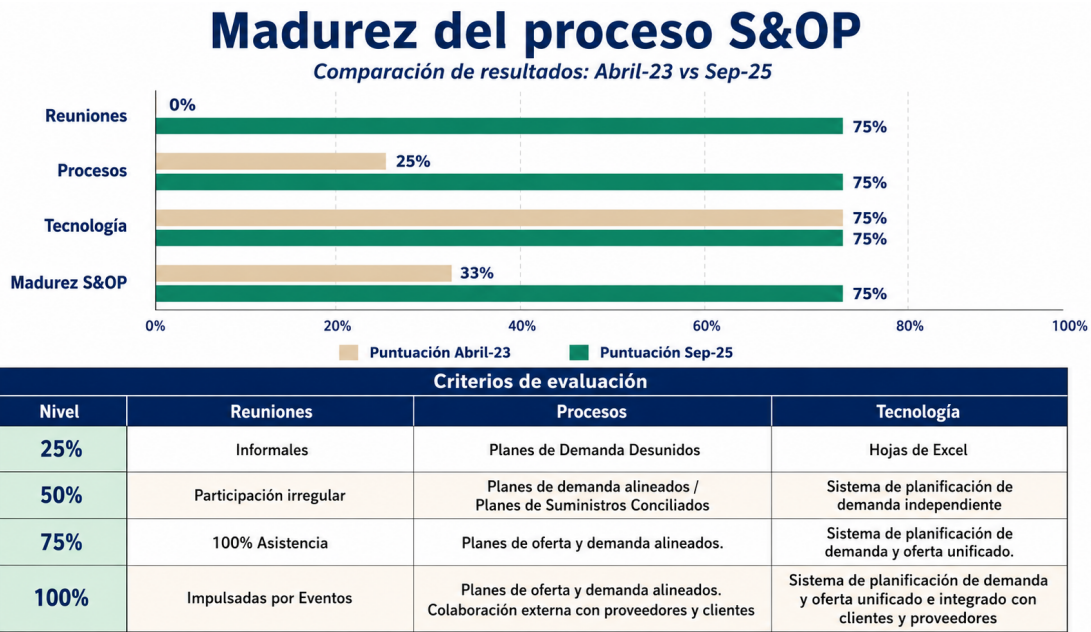 Madurez del proceso S&OP
Comparación de resultados: Abril-23 vs Sep-25
Reuniones
0%
75%
Procesos
25%
75%
Tecnología
75%
75%
Madurez S&OP
33%
75%
0%
20%
40%
60%
80%
100%
Puntuación Abril-23
Puntuación Sep-25
Criterios de evaluación
Nivel
Reuniones
Procesos
Tecnología
25%
Informales
Planes de Demanda Desunidos
Hojas de Excel
50%
Participación irregular
Planes de demanda alineados /
Planes de Suministros Conciliados
Sistema de planificación de
demanda independiente
75%
100% Asistencia
Planes de oferta y demanda alineados.
Sistema de planificación de
demanda y oferta unificado.
100%
Impulsadas por Eventos
Planes de oferta y demanda alineados.
Colaboración externa con proveedores y clientes
Sistema de planificación de demanda
y oferta unificado e integrado con
clientes y proveedores